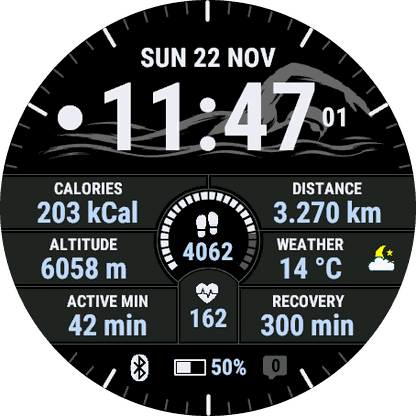 SUN 22 NOV
11:47 01
CALORIES
203 kCal
DISTANCE
3.270 km
ALTITUDE
6058 m
4062
WEATHER
14 °C
ACTIVE MIN
42 min
162
RECOVERY
300 min
50%
0